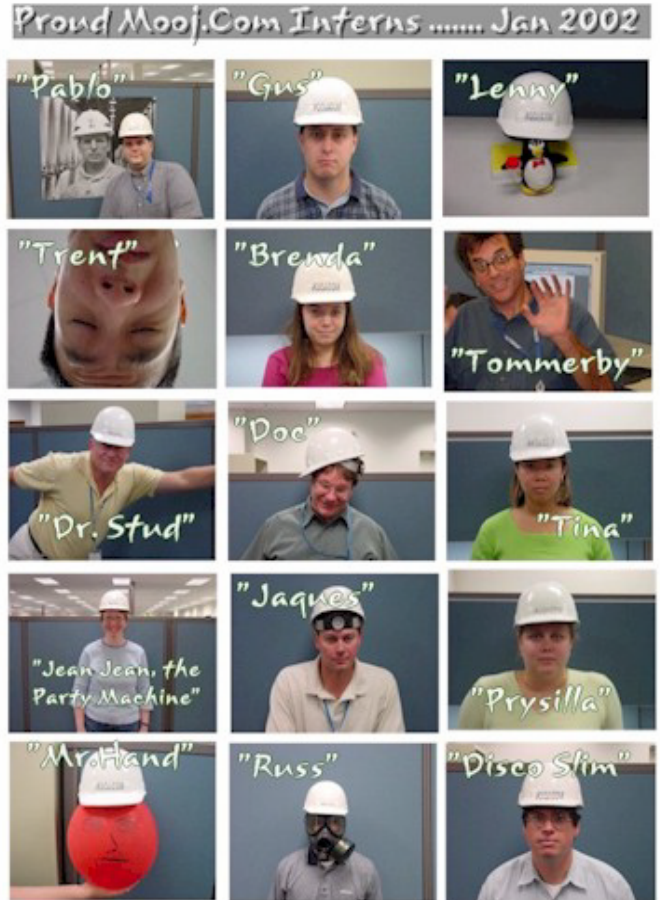 Proud Mooj.Com Interns ....... Jan 2002
"Pablo"
"Gus"
"Lenny"
"Trent"
"Brenda"
"Tommerby"
"Dr. Stud"
"Doc"
"Tina"
"Jean Jean, the
Party Machine"
"Jaques"
"Prysilla"
"Mr.Hand"
"Russ"
"Disco Slim"